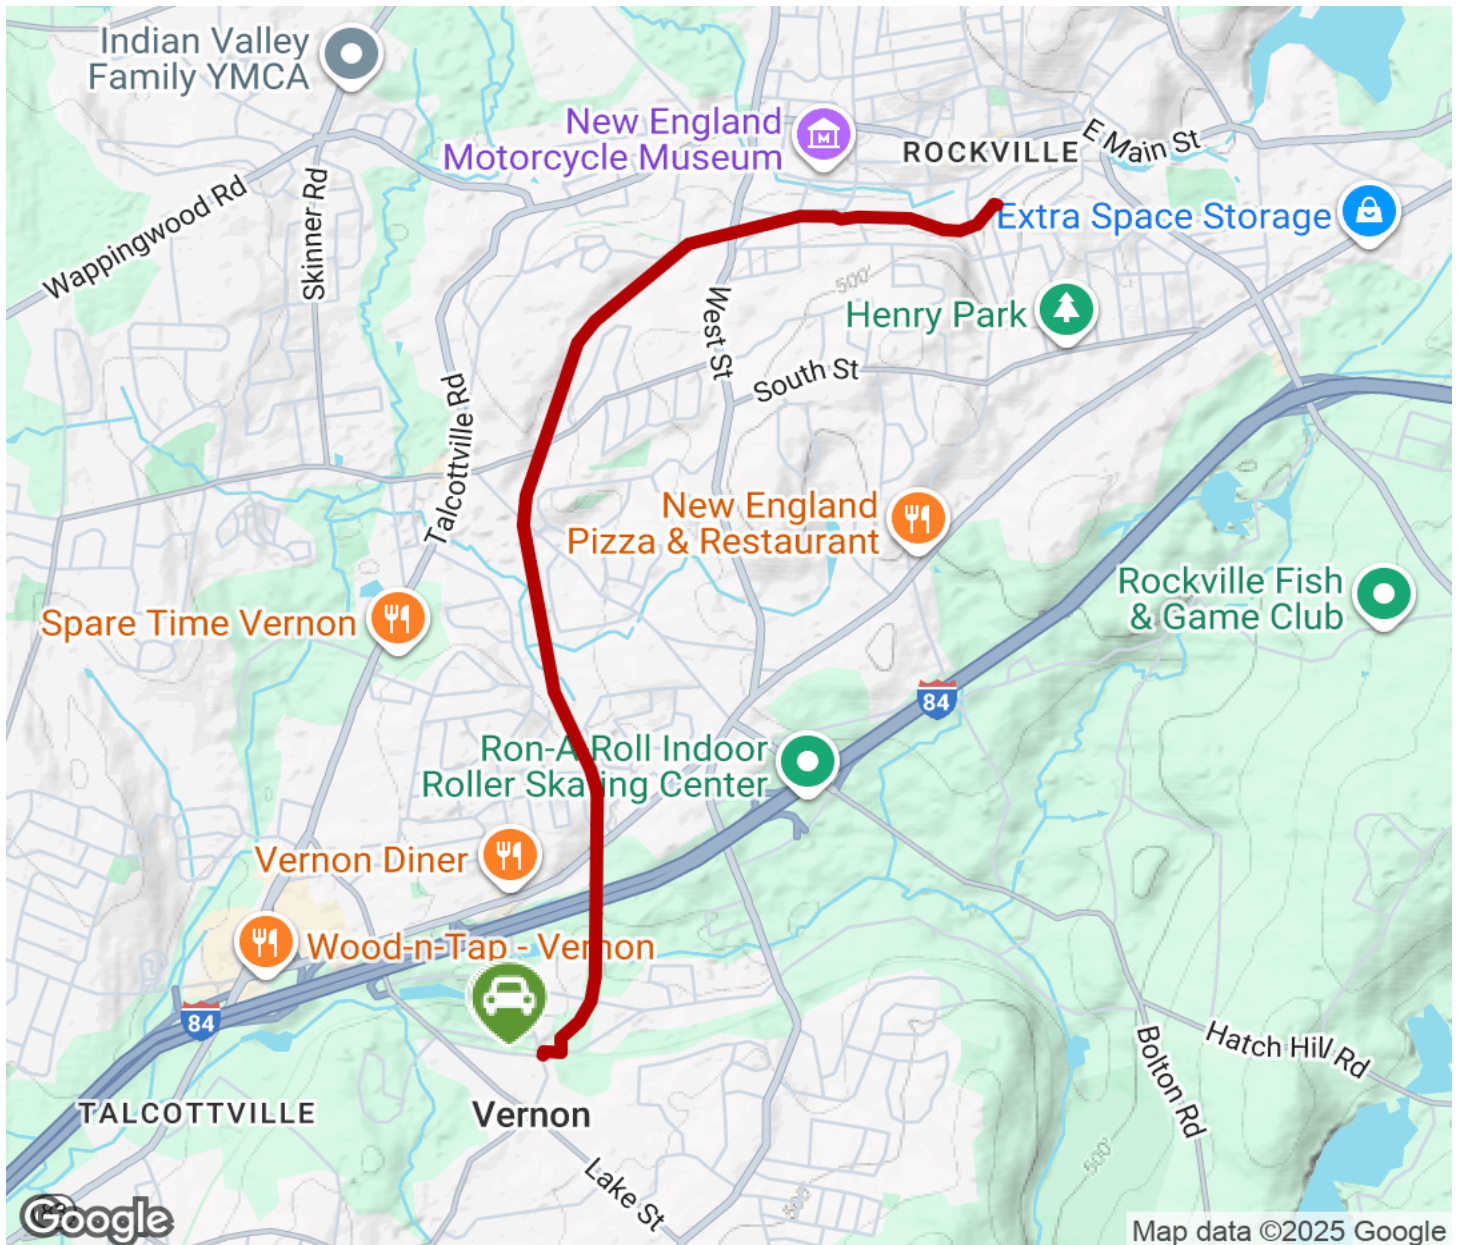 Indian Valley
Family YMCA
New England
Motorcycle Museum
ROCKVILLE
E Main St
Wappingwood Rd
Skinner Rd
Extra Space Storage
Henry Park
West St
South St
Talcottville Rd
New England
Pizza & Restaurant
Rockville Fish
& Game Club
Spare Time Vernon
84
Ron-A-Roll Indoor
Roller Skating Center
Vernon Diner
Wood-n-Tap - Vernon
84
Hatch Hill Rd
Bolton Rd
TALCOTTVILLE
Vernon
Lake St
500'
500'
500'
Google
Map data ©2025 Google